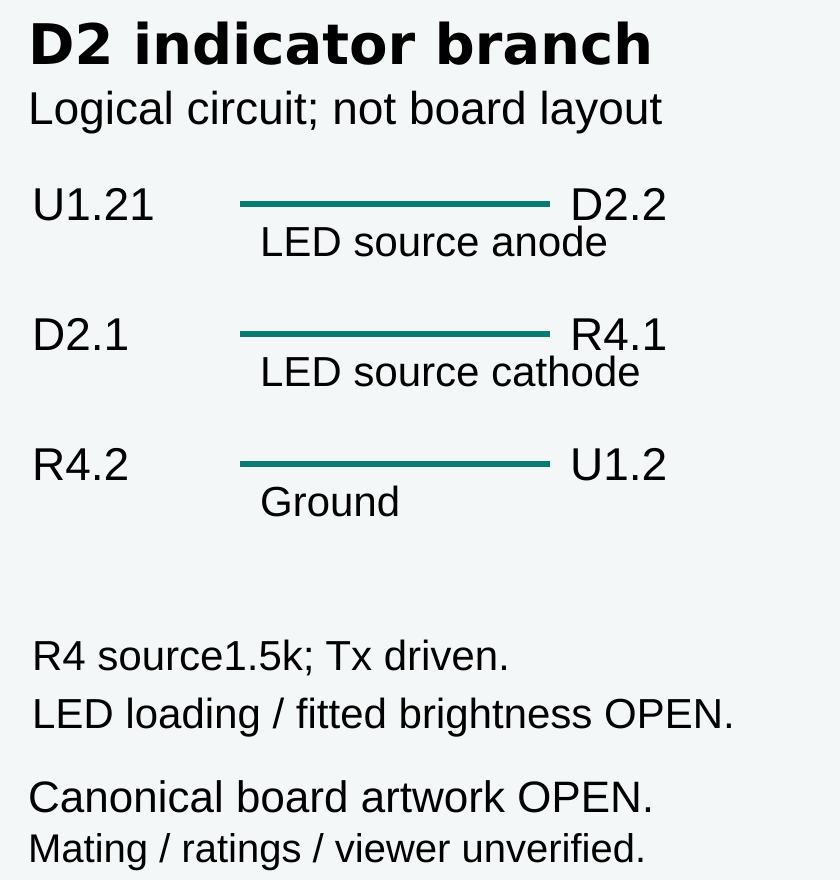 D2 indicator branch
Logical circuit; not board layout
U1.21 D2.2
LED source anode
D2.1 R4.1
LED source cathode
R4.2 U1.2
Ground
R4 source1.5k; Tx driven.
LED loading / fitted brightness OPEN.
Canonical board artwork OPEN.
Mating / ratings / viewer unverified.